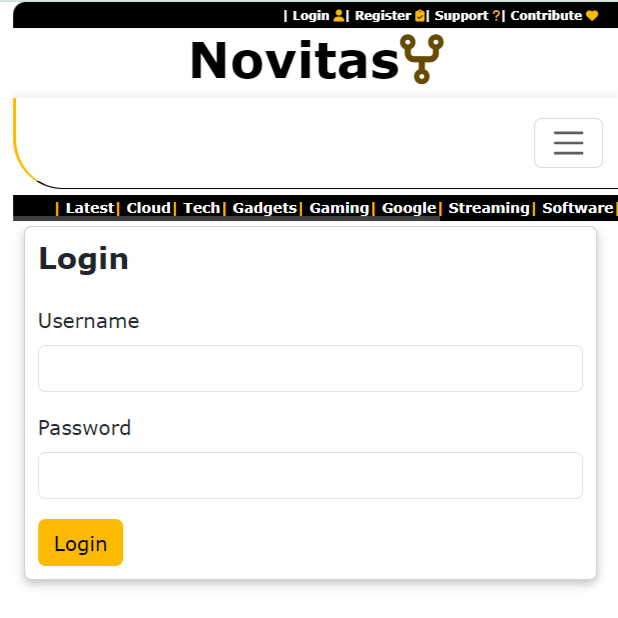 | Login | Register | Support ?| Contribute
Novitas
| Latest| Cloud| Tech| Gadgets| Gaming| Google| Streaming| Software|
Login
Username
Password
Login